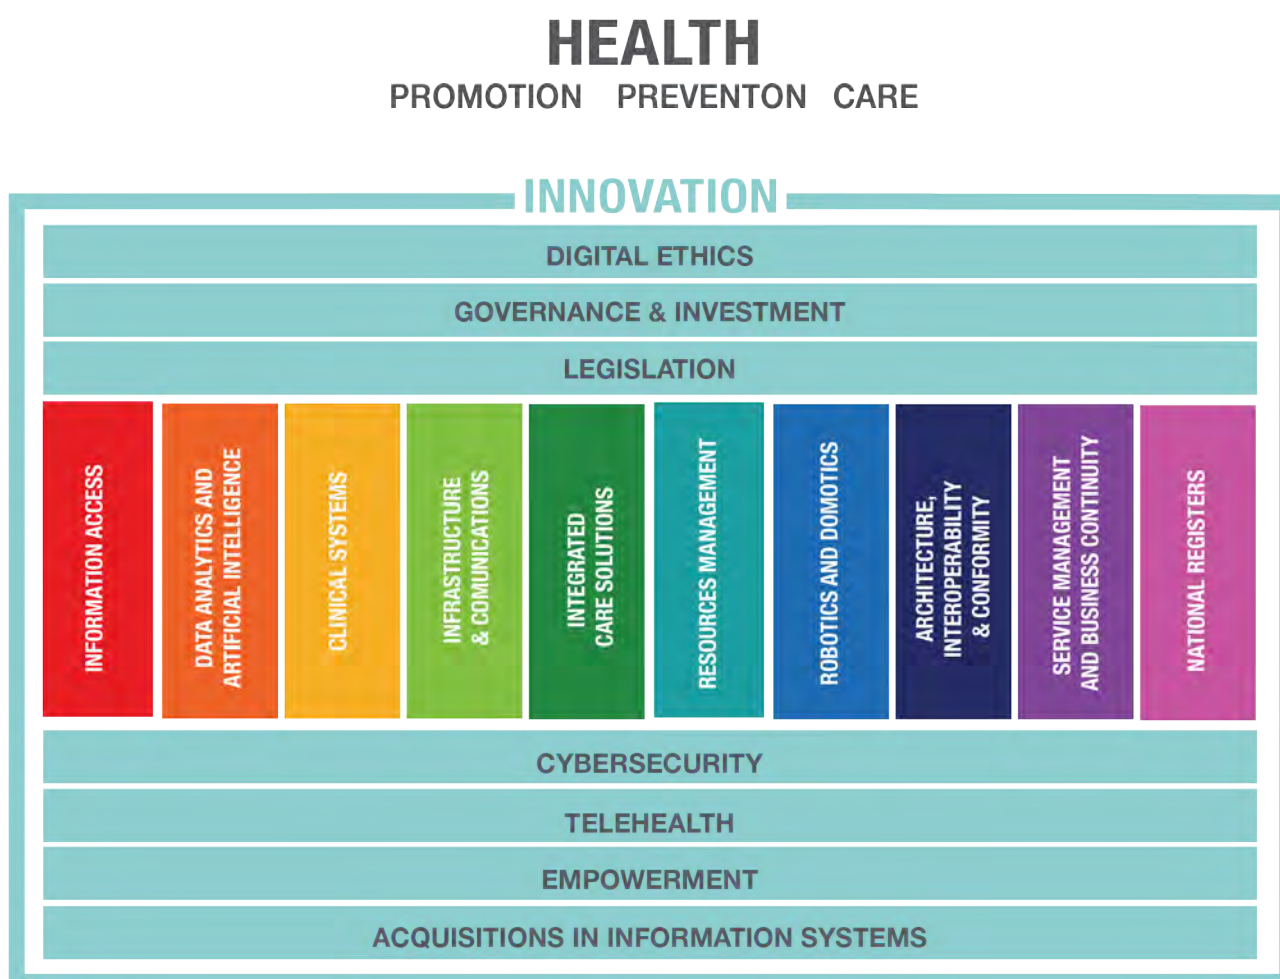 HEALTH
PROMOTION PREVENTON CARE
INNOVATION
DIGITAL ETHICS
GOVERNANCE & INVESTMENT
LEGISLATION
INFORMATION ACCESS
DATA ANALYTICS AND
ARTIFICIAL INTELLIGENCE
CLINICAL SYSTEMS
INFRASTRUCTURE
& COMUNICATIONS
INTEGRATED
CARE SOLUTIONS
RESOURCES MANAGEMENT
ROBOTICS AND DOMOTICS
ARCHITECTURE,
INTEROPERABILITY
& CONFORMITY
SERVICE MANAGEMENT
AND BUSINESS CONTINUITY
NATIONAL REGISTERS
CYBERSECURITY
TELEHEALTH
EMPOWERMENT
ACQUISITIONS IN INFORMATION SYSTEMS